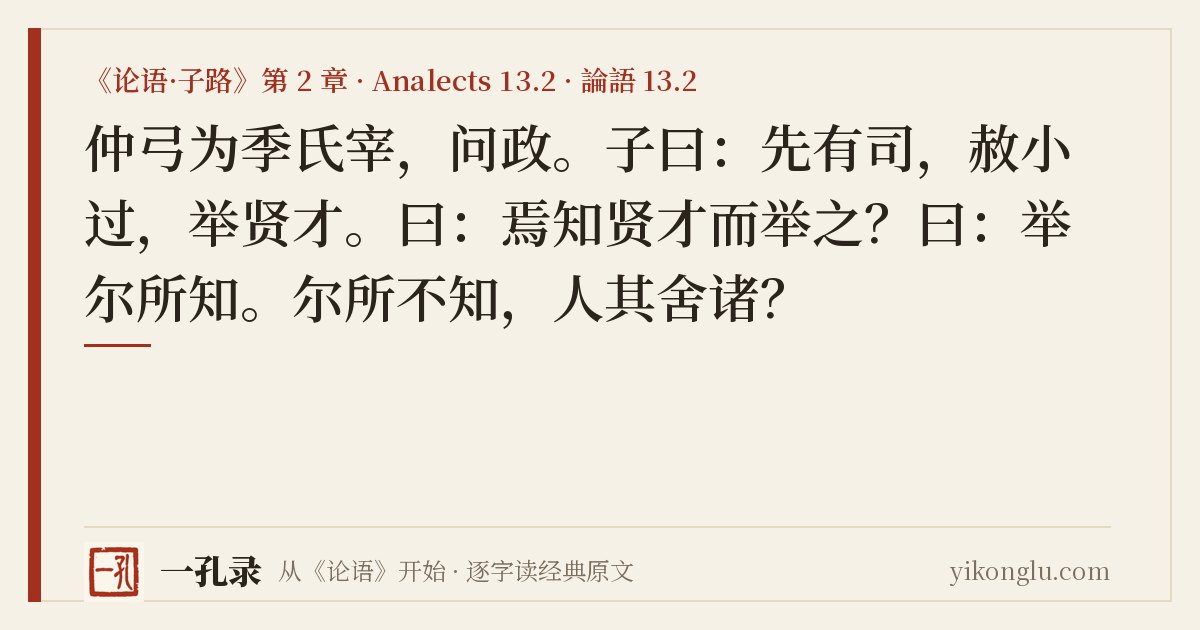 《论语·子路》第 2 章 · Analects 13.2 · 論語 13.2
仲弓为季氏宰，问政。子曰：先有司，赦小
过，举贤才。曰：焉知贤才而举之？曰：举
尔所知。尔所不知，人其舍诸？
一孔 一孔录 从《论语》开始 · 逐字读经典原文 yikonglu.com